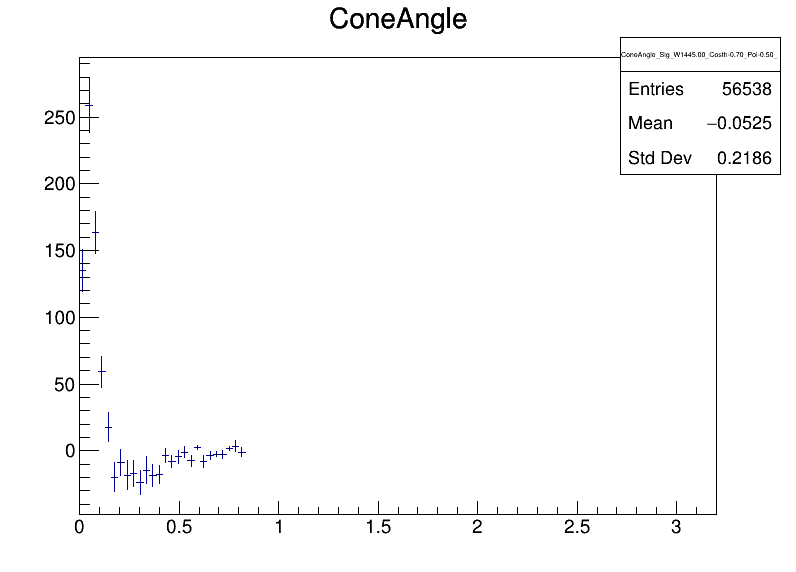 ConeAngle
ConeAngle_Sig_W1445.00_Costh-0.70_Pol-0.50_
Entries 56538
Mean −0.0525
Std Dev 0.2186
250
200
150
100
50
0
0 0.5 1 1.5 2 2.5 3